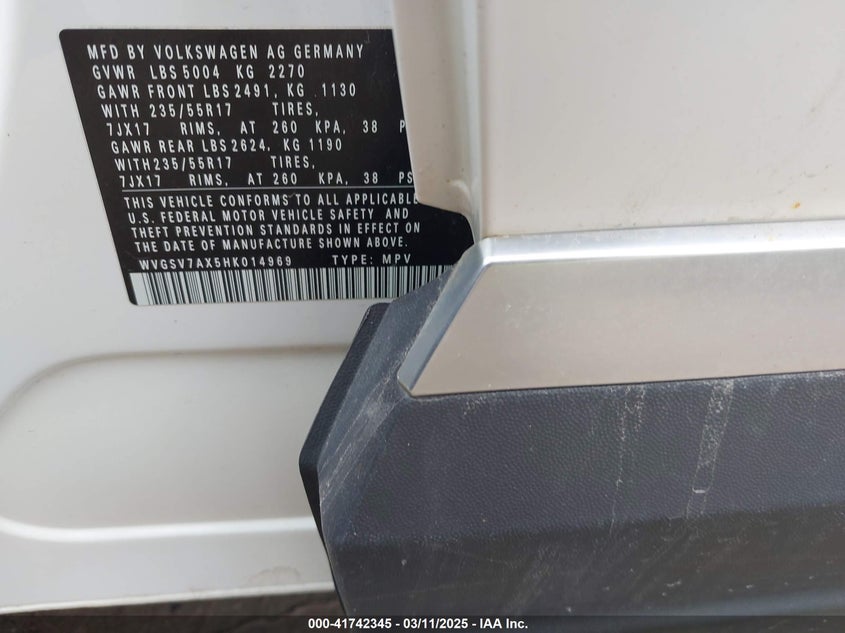 MFD BY VOLKSWAGEN AG GERMANY
GVWR LBS 5004 KG 2270
GAWR FRONT LBS 2491, KG 1130
WITH 235/55R17 TIRES,
7JX17 RIMS, AT 260 KPA, 38 P
GAWR REAR LBS 2624, KG 1190
WITH 235/55R17 TIRES,
7JX17 RIMS, AT 260 KPA, 38 PS
THIS VEHICLE CONFORMS TO ALL APPLICABLE
U.S. FEDERAL MOTOR VEHICLE SAFETY AND
THEFT PREVENTION STANDARDS IN EFFECT ON
THE DATE OF MANUFACTURE SHOWN ABOVE.
WVGSV7AX5HK014969 TYPE: MPV
000-41742345 - 03/11/2025 - IAA Inc.